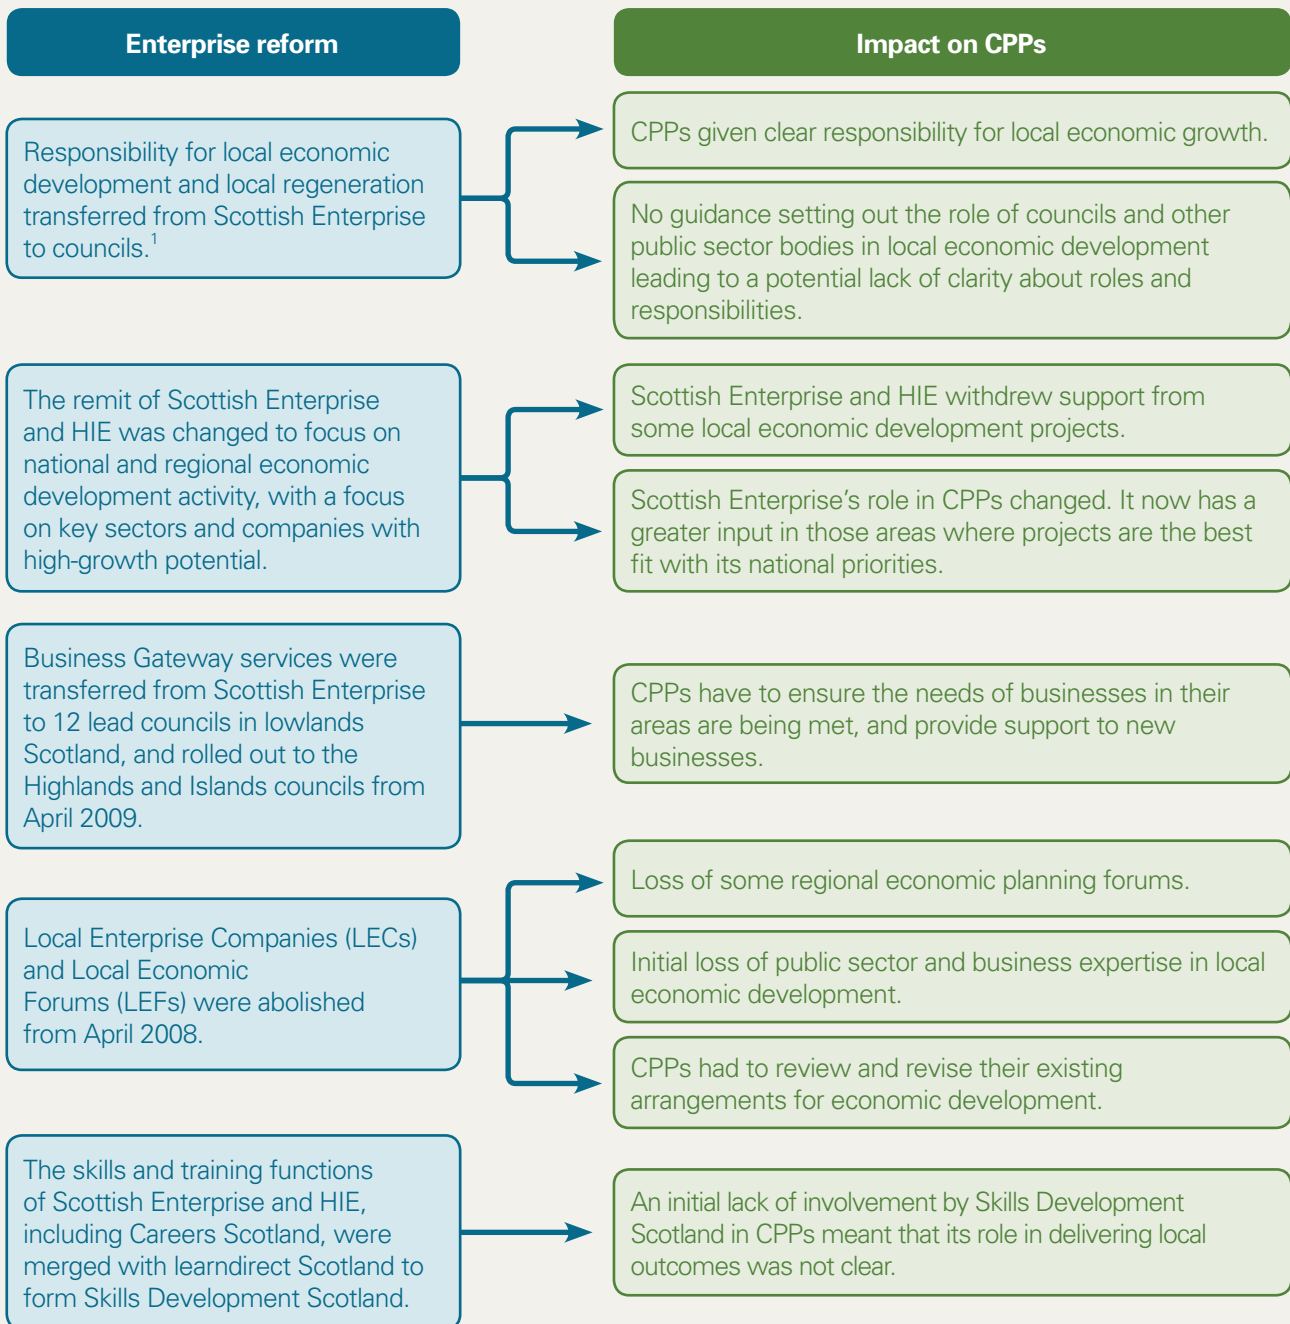 Enterprise reform
Impact on CPPs
Responsibility for local economic
development and local regeneration
transferred from Scottish Enterprise
to councils.1
CPPs given clear responsibility for local economic growth.
No guidance setting out the role of councils and other
public sector bodies in local economic development
leading to a potential lack of clarity about roles and
responsibilities.
The remit of Scottish Enterprise
and HIE was changed to focus on
national and regional economic
development activity, with a focus
on key sectors and companies with
high-growth potential.
Scottish Enterprise and HIE withdrew support from
some local economic development projects.
Scottish Enterprise’s role in CPPs changed. It now has a
greater input in those areas where projects are the best
fit with its national priorities.
Business Gateway services were
transferred from Scottish Enterprise
to 12 lead councils in lowlands
Scotland, and rolled out to the
Highlands and Islands councils from
April 2009.
CPPs have to ensure the needs of businesses in their
areas are being met, and provide support to new
businesses.
Local Enterprise Companies (LECs)
and Local Economic
Forums (LEFs) were abolished
from April 2008.
Loss of some regional economic planning forums.
Initial loss of public sector and business expertise in local
economic development.
CPPs had to review and revise their existing
arrangements for economic development.
The skills and training functions
of Scottish Enterprise and HIE,
including Careers Scotland, were
merged with learndirect Scotland to
form Skills Development Scotland.
An initial lack of involvement by Skills Development
Scotland in CPPs meant that its role in delivering local
outcomes was not clear.